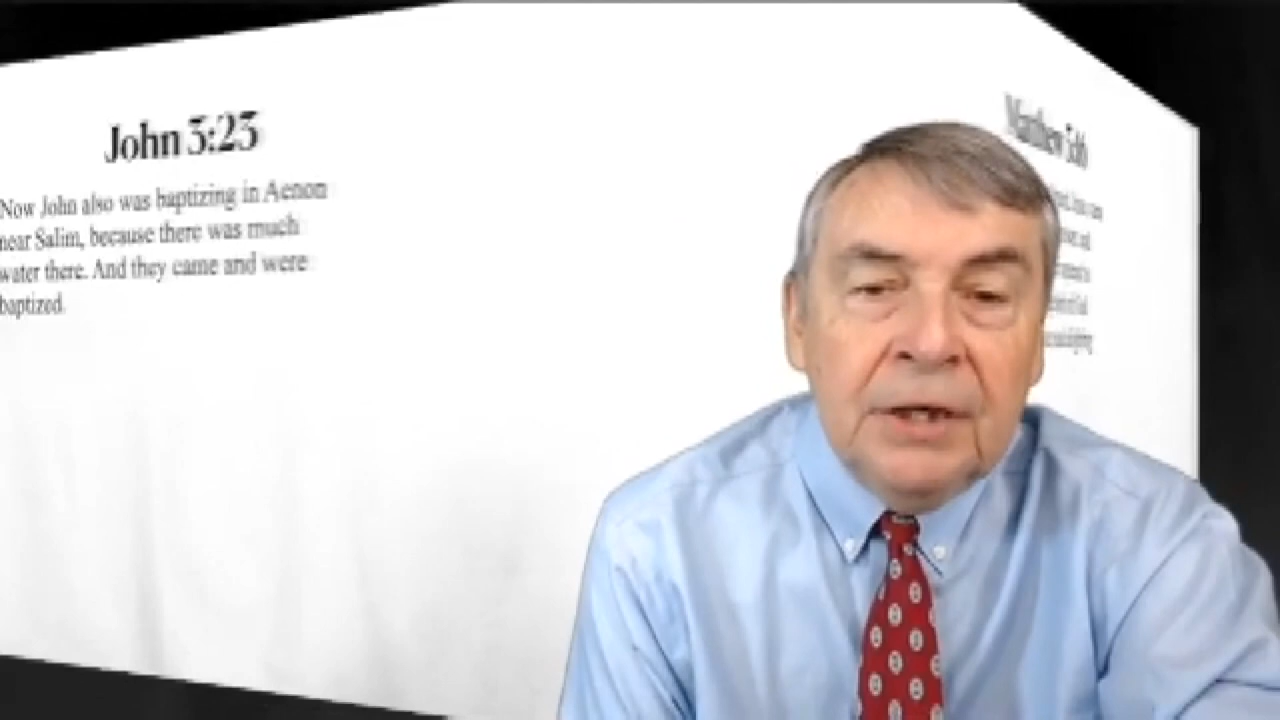 John 3:23
Now John also was baptizing in Aenon
near Salim, because there was much
water there. And they came and were
baptized.
Matthew 3:16